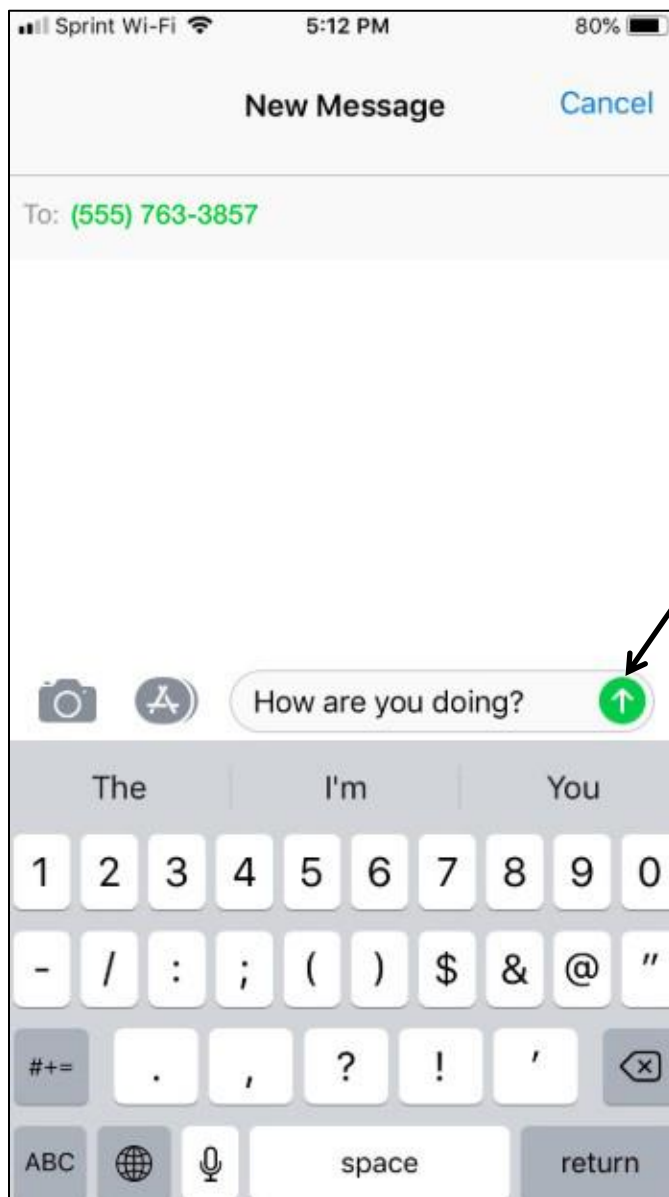 Sprint Wi-Fi 5:12 PM 80%
New Message Cancel
To: (555) 763-3857
How are you doing?
The I'm You
1 2 3 4 5 6 7 8 9 0
- / : ; ( ) $ & @ "
#+= . , ? ! '
ABC space return